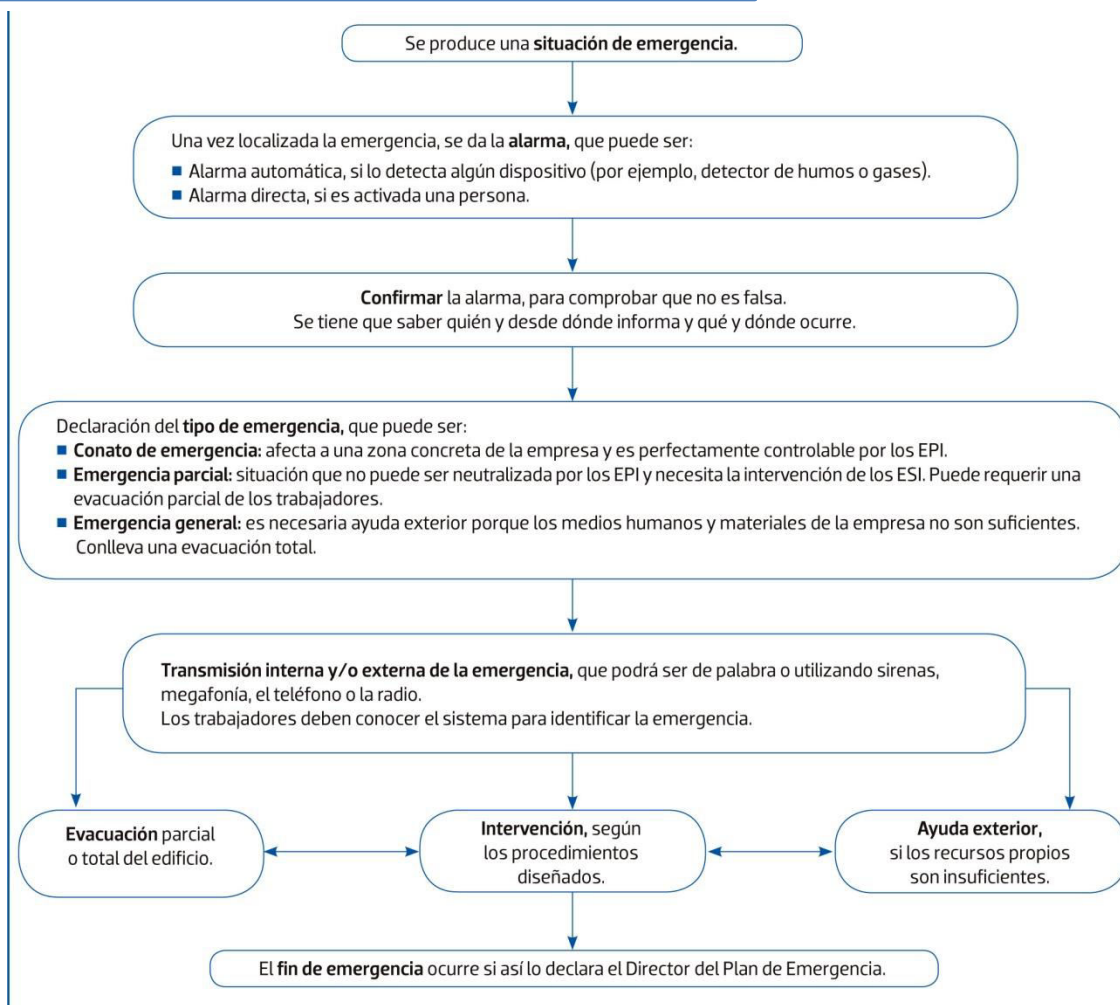 Se produce una situación de emergencia.
Una vez localizada la emergencia, se da la alarma, que puede ser:
■ Alarma automática, si lo detecta algún dispositivo (por ejemplo, detector de humos o gases).
■ Alarma directa, si es activada una persona.
Confirmar la alarma, para comprobar que no es falsa.
Se tiene que saber quién y desde dónde informa y qué y dónde ocurre.
Declaración del tipo de emergencia, que puede ser:
■ Conato de emergencia: afecta a una zona concreta de la empresa y es perfectamente controlable por los EPI.
■ Emergencia parcial: situación que no puede ser neutralizada por los EPI y necesita la intervención de los ESI. Puede requerir una
evacuación parcial de los trabajadores.
■ Emergencia general: es necesaria ayuda exterior porque los medios humanos y materiales de la empresa no son suficientes.
Conlleva una evacuación total.
Transmisión interna y/o externa de la emergencia, que podrá ser de palabra o utilizando sirenas,
megafonía, el teléfono o la radio.
Los trabajadores deben conocer el sistema para identificar la emergencia.
Evacuación parcial
o total del edificio.
Intervención, según
los procedimientos
diseñados.
Ayuda exterior,
si los recursos propios
son insuficientes.
El fin de emergencia ocurre si así lo declara el Director del Plan de Emergencia.